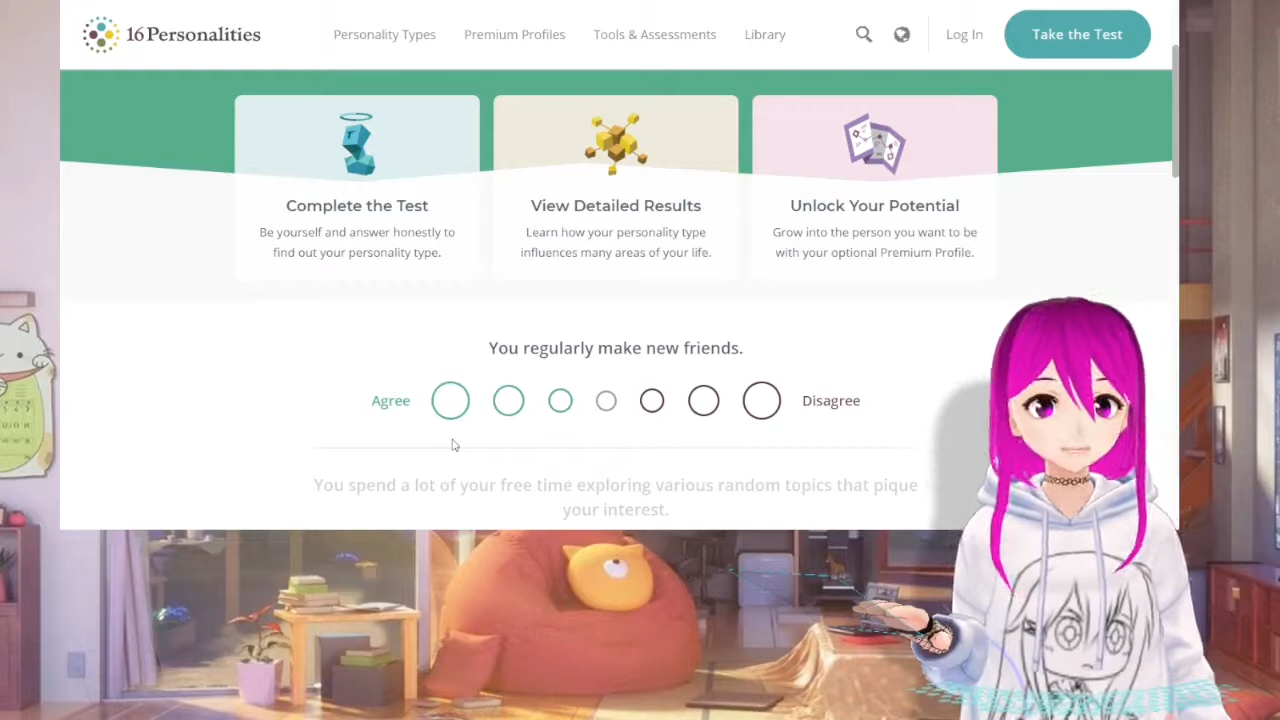 16Personalities
Personality Types
Premium Profiles
Tools & Assessments
Library
Log In
Take the Test
Complete the Test
Be yourself and answer honestly to
find out your personality type.
View Detailed Results
Learn how your personality type
influences many areas of your life.
Unlock Your Potential
Grow into the person you want to be
with your optional Premium Profile.
You regularly make new friends.
Agree
Disagree
You spend a lot of your free time exploring various random topics that pique
your interest.